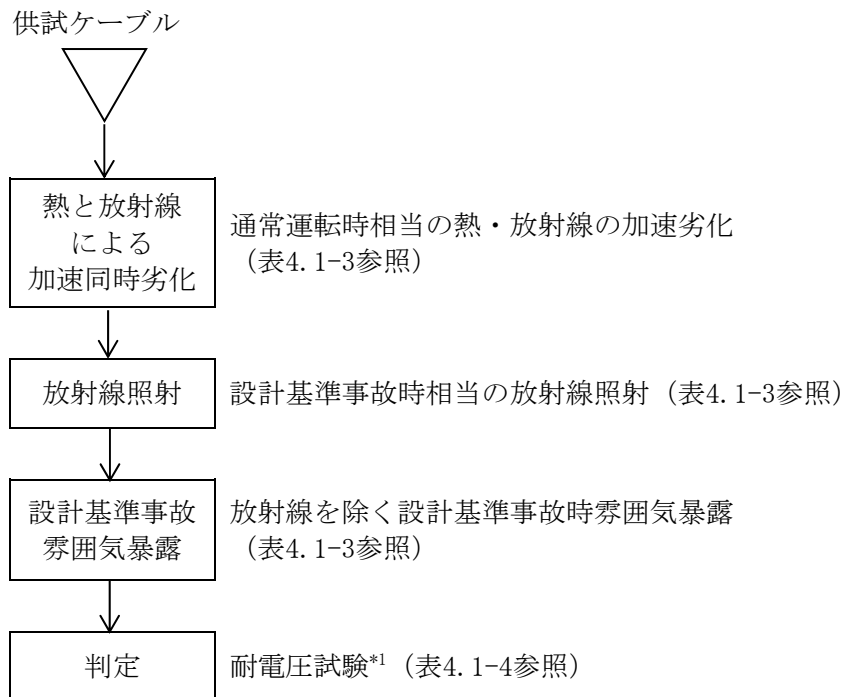 供試ケーブル
熱と放射線
による
加速同時劣化
通常運転時相当の熱・放射線の加速劣化
（表4.1-3参照）
放射線照射
設計基準事故時相当の放射線照射（表4.1-3参照）
設計基準事故
雰囲気暴露
放射線を除く設計基準事故時雰囲気暴露
（表4.1-3参照）
判定
耐電圧試験*1（表4.1-4参照）